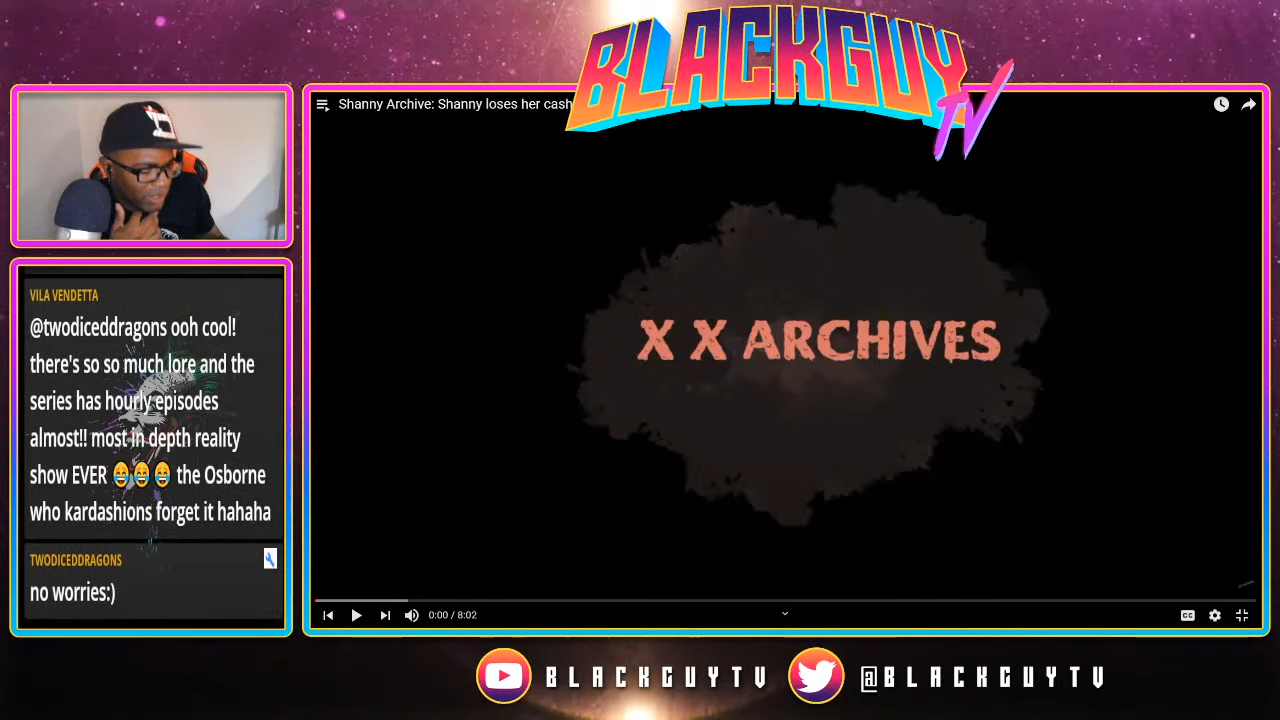 BLACKGUY
TV
Shanny Archive: Shanny loses her cash
X X ARCHIVES
VILA VENDETTA
@twodiceddragons ooh cool!
there's so so much lore and the
series has hourly episodes
almost!! most in depth reality
show EVER 😂😂😂 the Osborne
who kardashions forget it hahaha
TWODICEDDRAGONS
no worries:)
0:00 / 8:02
CC
BLACKGUYTV
@BLACKGUYTV